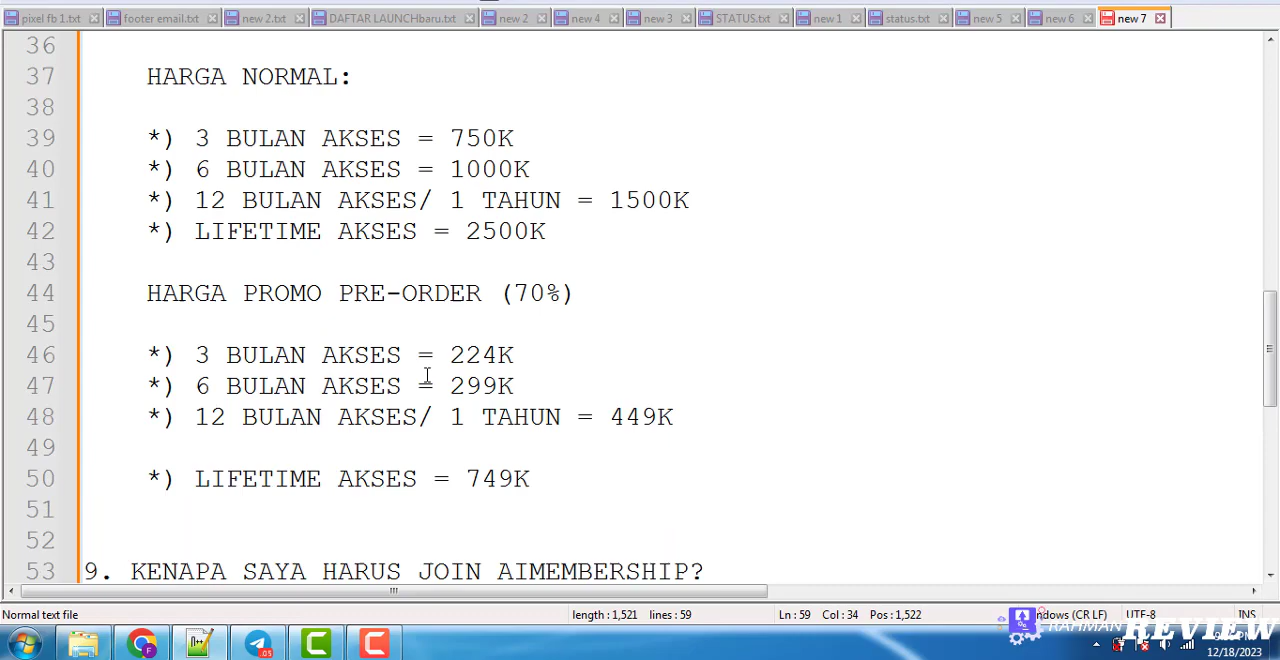 pixel fb 1.txt footer email.txt new 2.txt DAFTAR LAUNCHbaru.txt new 2 new 4 new 3 STATUS.txt new 1 status.txt new 5 new 6 new 7
36
37 HARGA NORMAL:
38
39 *) 3 BULAN AKSES = 750K
40 *) 6 BULAN AKSES = 1000K
41 *) 12 BULAN AKSES/ 1 TAHUN = 1500K
42 *) LIFETIME AKSES = 2500K
43
44 HARGA PROMO PRE-ORDER (70%)
45
46 *) 3 BULAN AKSES = 224K
47 *) 6 BULAN AKSES = 299K
48 *) 12 BULAN AKSES/ 1 TAHUN = 449K
49
50 *) LIFETIME AKSES = 749K
51
52
53 9. KENAPA SAYA HARUS JOIN AIMEMBERSHIP?
Normal text file length : 1,521 lines : 59 Ln : 59 Col : 34 Pos : 1,522 (CR LF) UTF-8 INS
RAHMAN REVIEW
12/18/2023